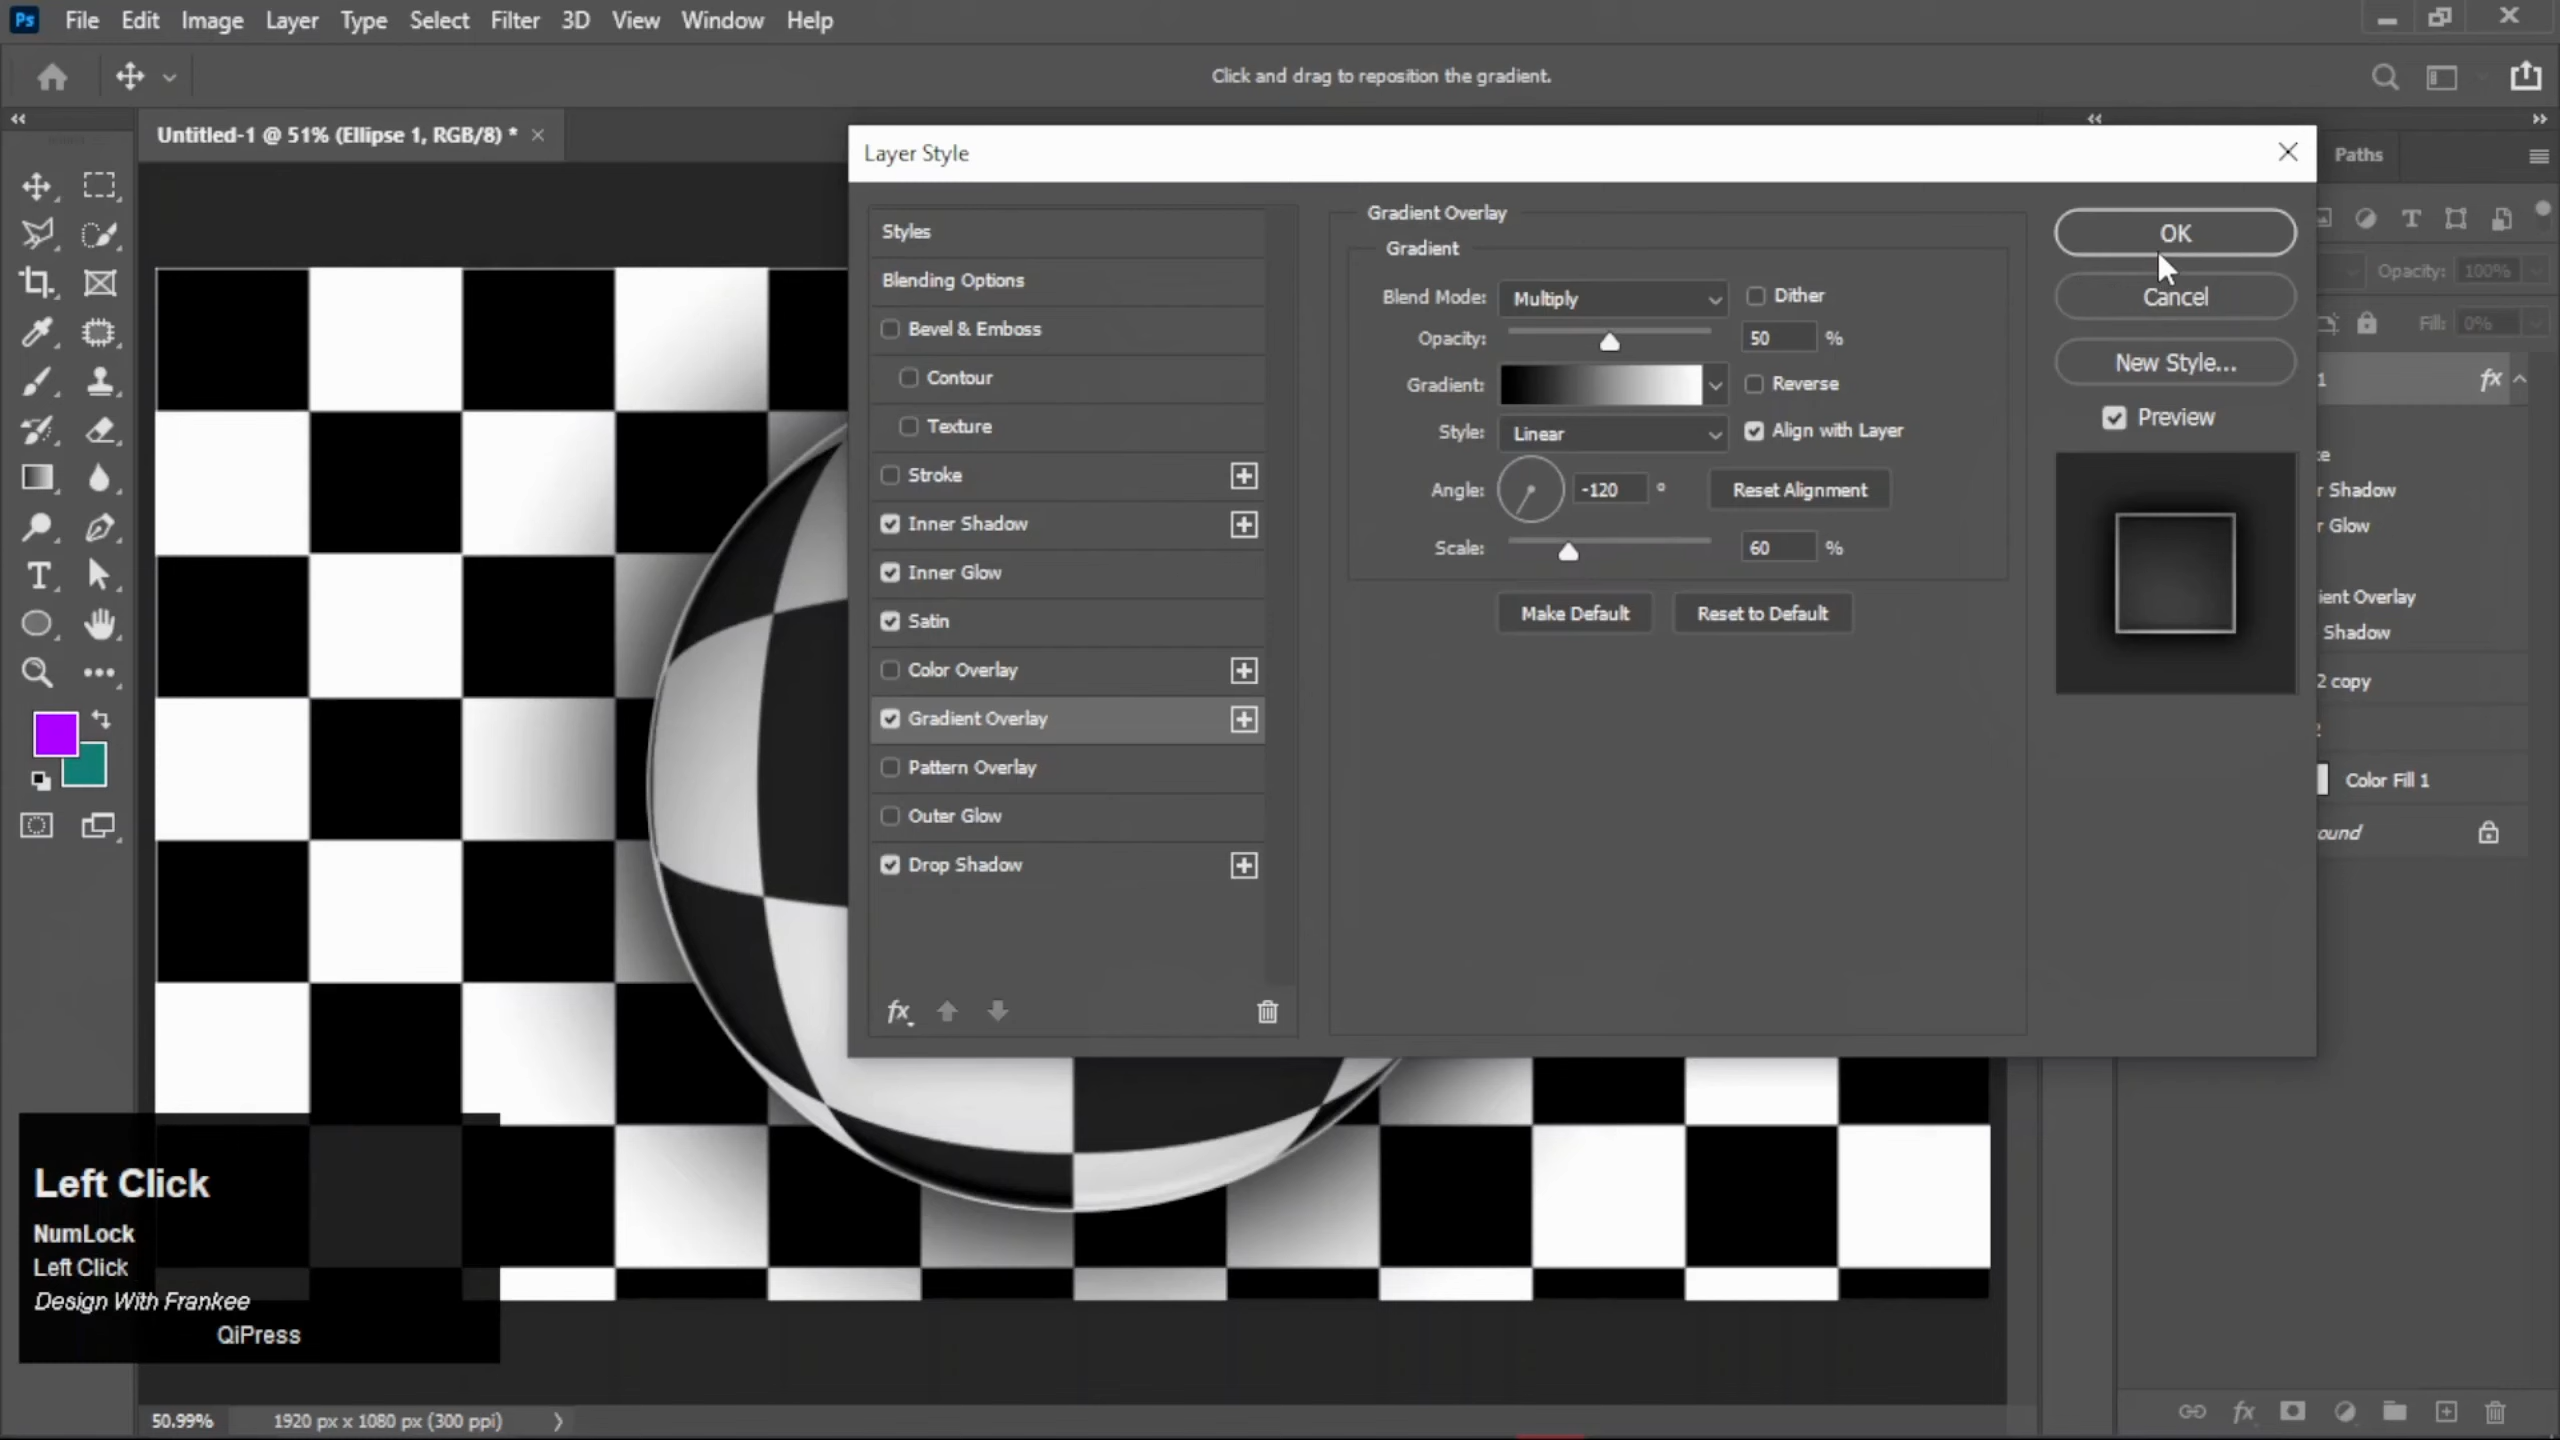 Ps File Edit Image Layer Type Select Filter 3D View Window Help
Click and drag to reposition the gradient.
Untitled-1 @ 51% (Ellipse 1, RGB/8) *
Layer Style
Paths
Styles
Blending Options
Bevel & Emboss
Contour
Texture
Stroke
Inner Shadow
Inner Glow
Satin
Color Overlay
Gradient Overlay
Pattern Overlay
Outer Glow
Drop Shadow
fx
Gradient Overlay
Gradient
Blend Mode: Multiply Dither
Opacity: 50 %
Gradient: Reverse
Style: Linear Align with Layer
Angle: -120 ° Reset Alignment
Scale: 60 %
Make Default Reset to Default
OK
Cancel
New Style...
Preview
Opacity: 100%
Fill: 0%
1 fx
r Shadow
r Glow
ient Overlay
Shadow
2 copy
Color Fill 1
ound
Left Click
NumLock
Left Click
Design With Frankee
QiPress
50.99% 1920 px x 1080 px (300 ppi)
fx